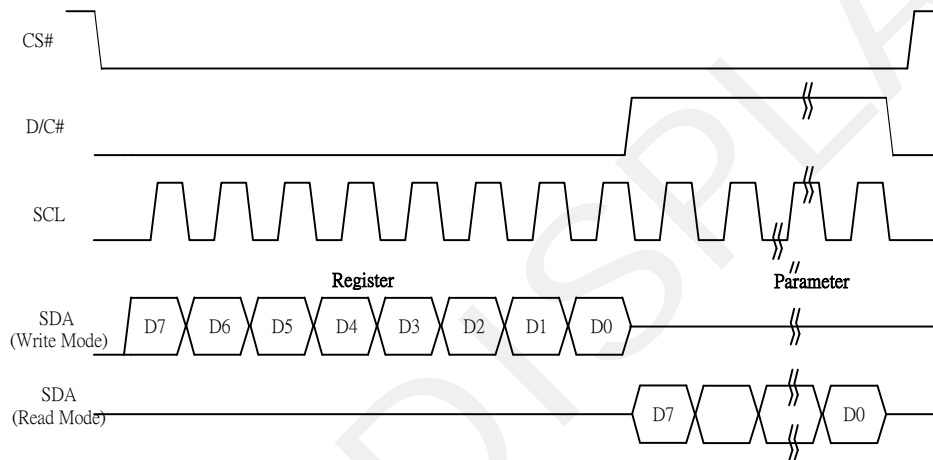 CS#
D/C#
SCL
Register
Parameter
SDA
(Write Mode)
D7 D6 D5 D4 D3 D2 D1 D0
SDA
(Read Mode)
D7 D0
DISPLA